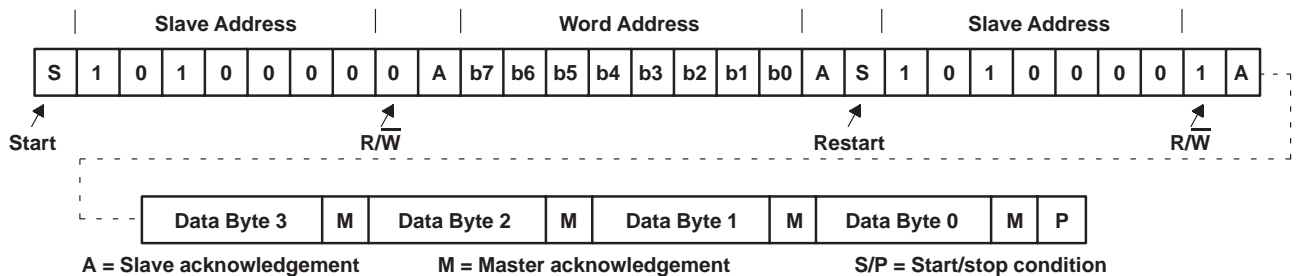 Slave Address Word Address Slave Address
S 1 0 1 0 0 0 0 0 A b7 b6 b5 b4 b3 b2 b1 b0 A S 1 0 1 0 0 0 0 1 A
Start R/W̅ Restart R/W̅
Data Byte 3 M Data Byte 2 M Data Byte 1 M Data Byte 0 M P
A = Slave acknowledgement M = Master acknowledgement S/P = Start/stop condition